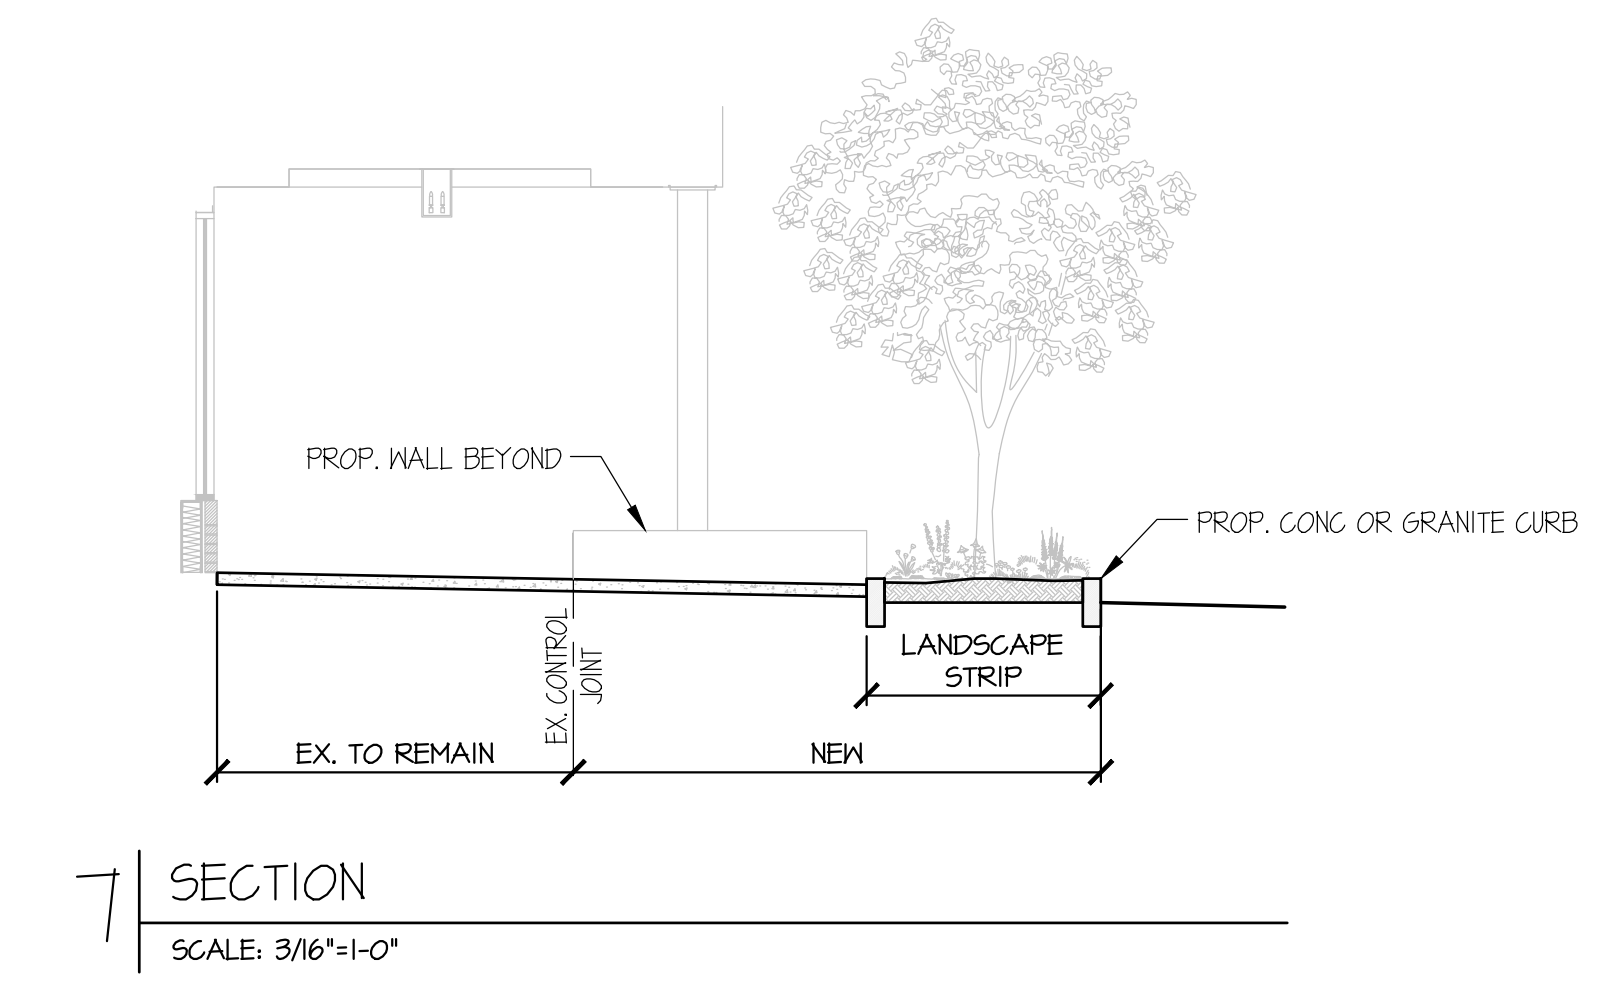 PROP. WALL BEYOND
PROP. CONC OR GRANITE CURB
EX. CONTROL
JOINT
LANDSCAPE
STRIP
EX. TO REMAIN
NEW
7
SECTION
SCALE: 3/16"=1-0"